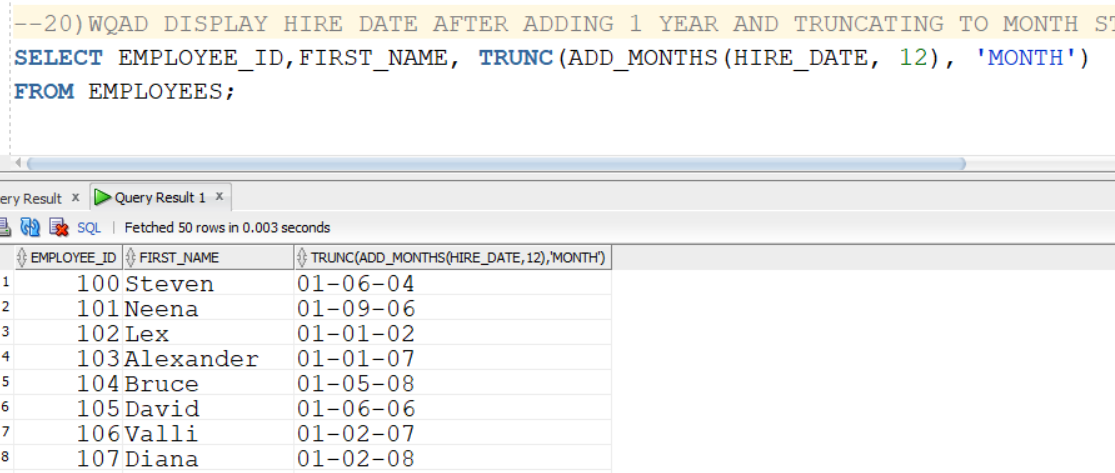 --20)WQAD DISPLAY HIRE DATE AFTER ADDING 1 YEAR AND TRUNCATING TO MONTH
SELECT EMPLOYEE_ID,FIRST_NAME, TRUNC(ADD_MONTHS(HIRE_DATE, 12), 'MONTH')
FROM EMPLOYEES;
ery Result x Query Result 1 x
SQL | Fetched 50 rows in 0.003 seconds
EMPLOYEE_ID FIRST_NAME TRUNC(ADD_MONTHS(HIRE_DATE,12),'MONTH')
1 100 Steven 01-06-04
2 101 Neena 01-09-06
3 102 Lex 01-01-02
4 103 Alexander 01-01-07
5 104 Bruce 01-05-08
6 105 David 01-06-06
7 106 Valli 01-02-07
8 107 Diana 01-02-08